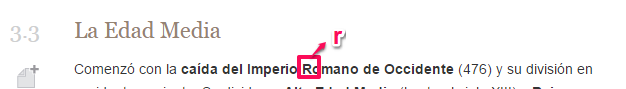 3.3 La Edad Media
r
Comenzó con la caída del Imperio Romano de Occidente (476) y su división en